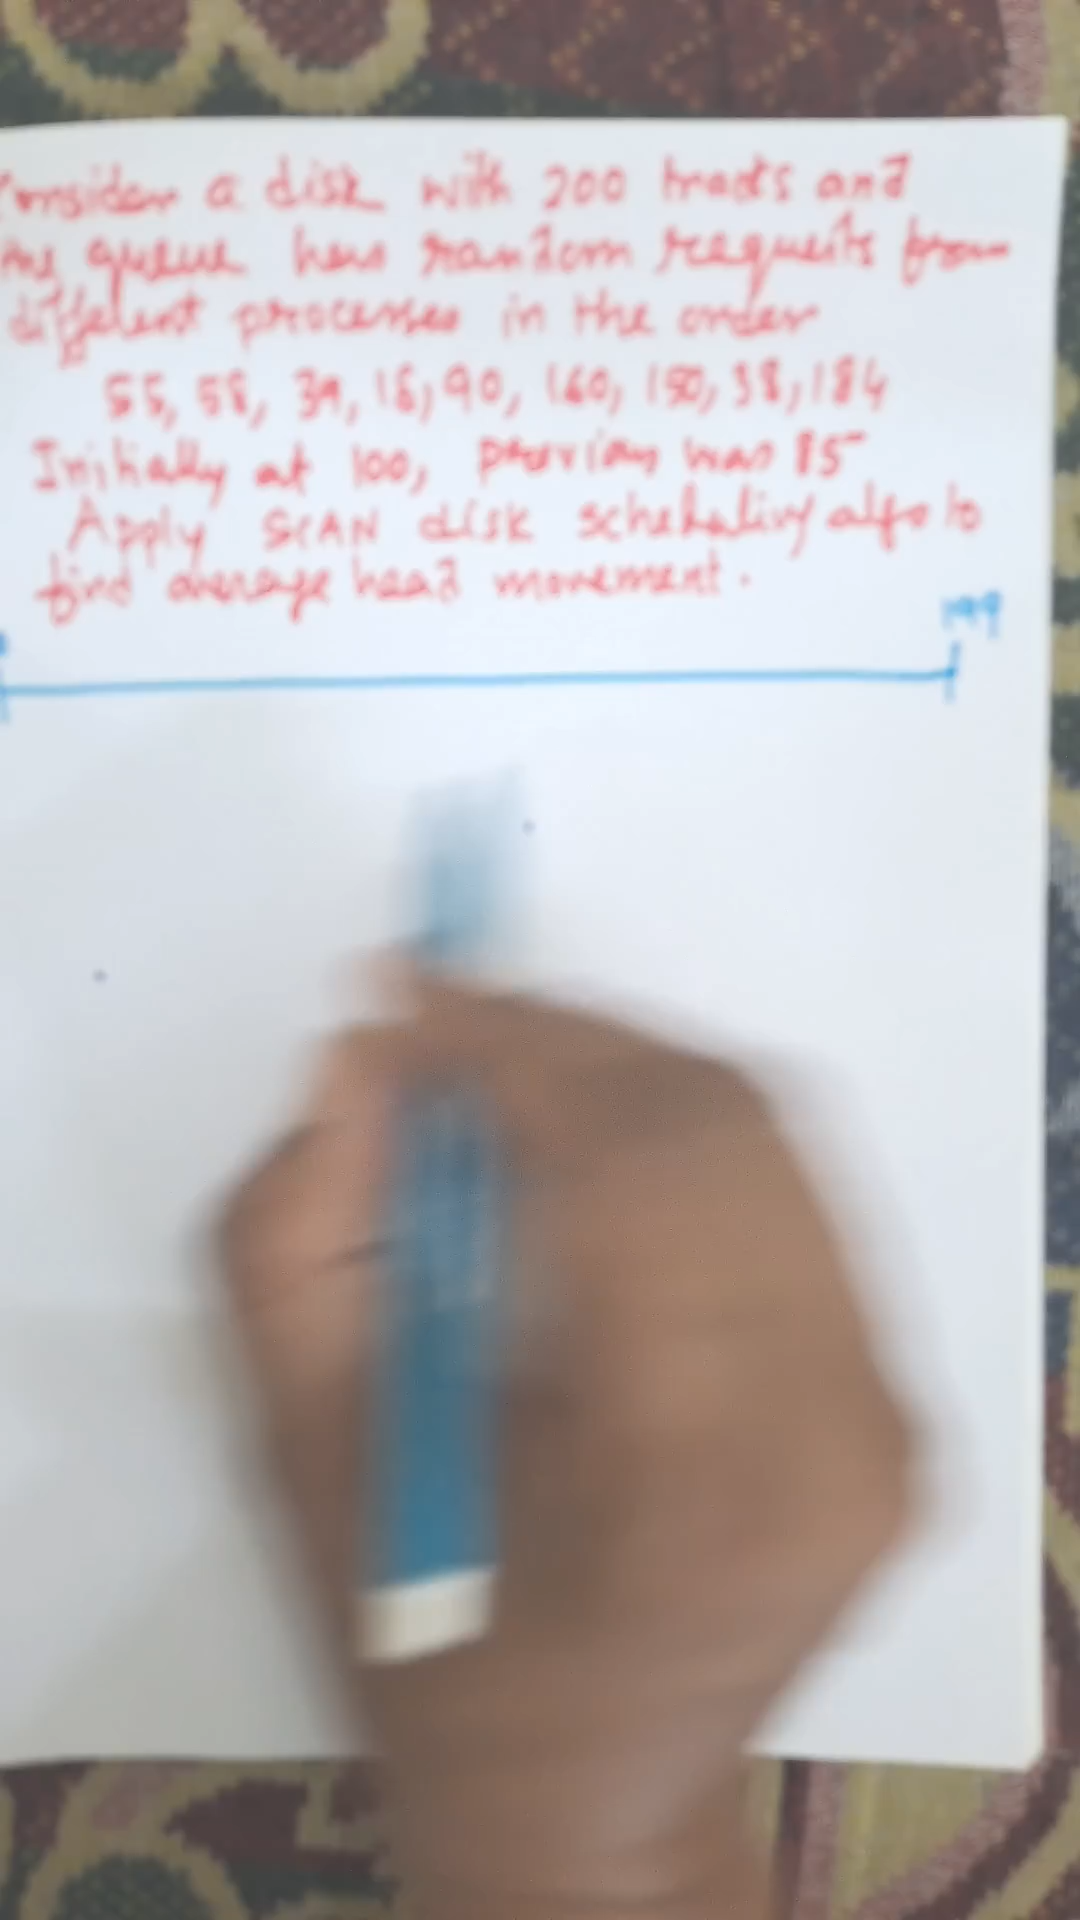 Consider a disk with 200 tracts and
the queue has random requests from
different processes in the order
55, 58, 39, 18, 90, 160, 150, 38, 184
Initially at 100, previous was 85
Apply SCAN disk algo to
find average head movement.
199